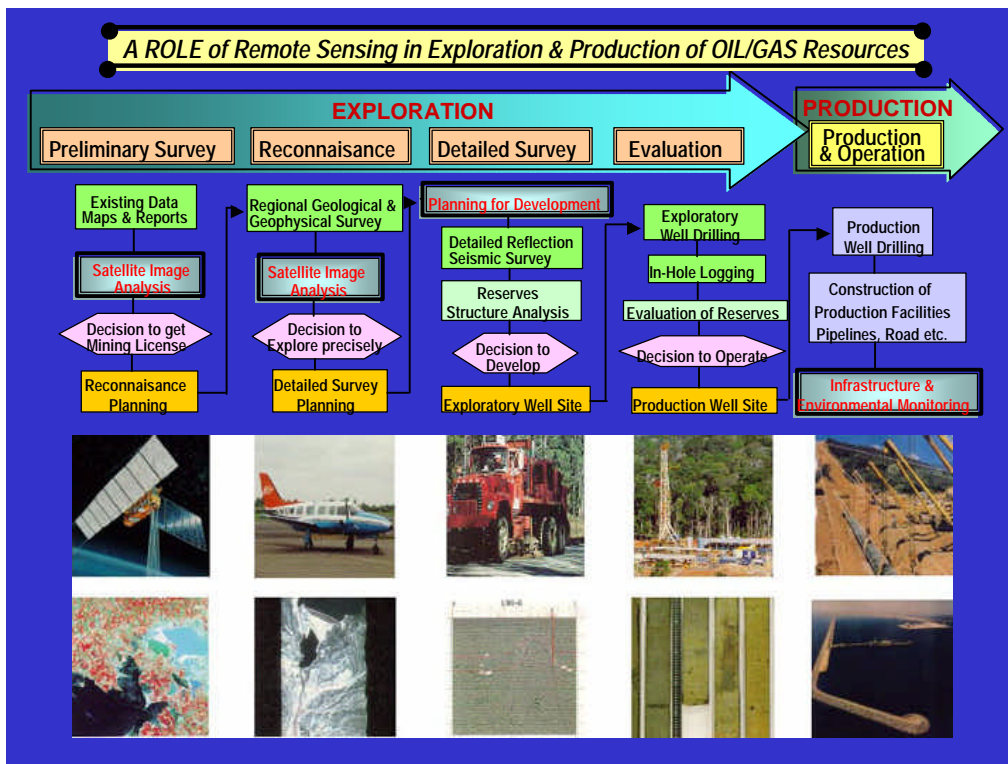 A ROLE of Remote Sensing in Exploration & Production of OIL/GAS Resources
EXPLORATION
PRODUCTION
Preliminary Survey
Reconnaisance
Detailed Survey
Evaluation
Production
& Operation
Existing Data
Maps & Reports
Satellite Image
Analysis
Decision to get
Mining License
Reconnaisance
Planning
Regional Geological &
Geophysical Survey
Satellite Image
Analysis
Decision to
Explore precisely
Detailed Survey
Planning
Planning for Development
Detailed Reflection
Seismic Survey
Reserves
Structure Analysis
Decision to
Develop
Exploratory Well Site
Exploratory
Well Drilling
In-Hole Logging
Evaluation of Reserves
Decision to Operate
Production Well Site
Production
Well Drilling
Construction of
Production Facilities
Pipelines, Road etc.
Infrastructure &
Environmental Monitoring